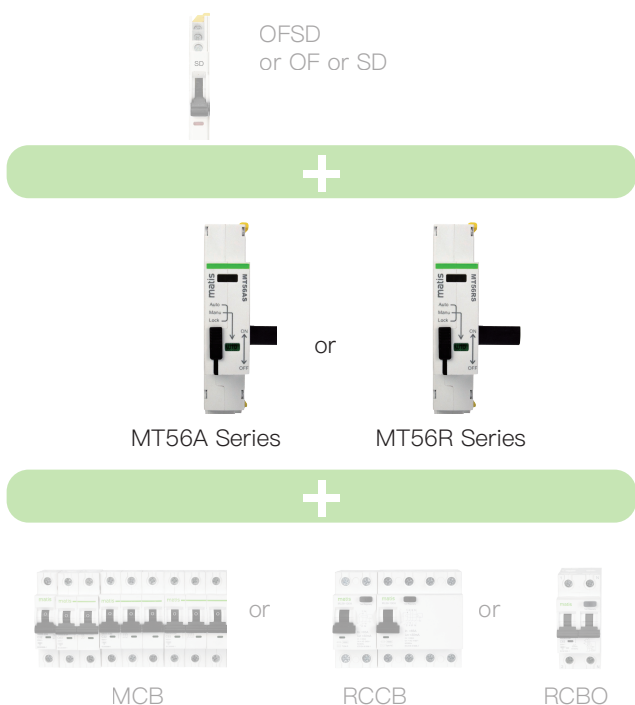 OFSD
or OF or SD
SD
matis
MT56AS
Auto
Manu
Lock
ON
OFF
or
matis
MT56RS
Auto
Manu
Lock
ON
OFF
MT56A Series
MT56R Series
or
or
MCB
RCCB
RCBO